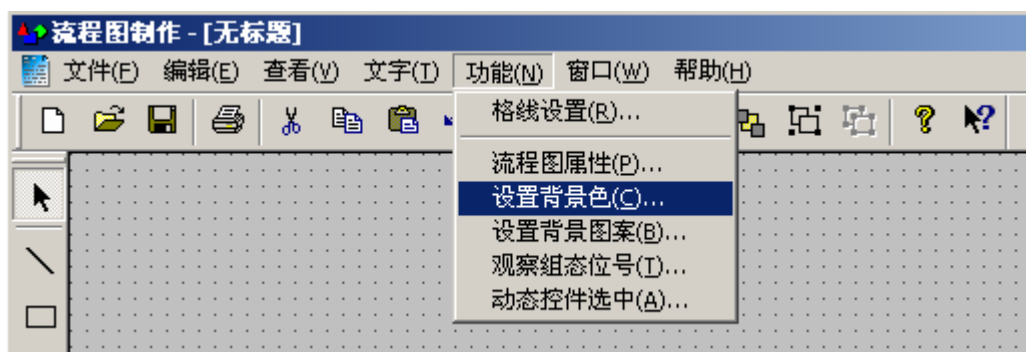 流程图制作 - [无标题]
文件(F) 编辑(E) 查看(V) 文字(T) 功能(N) 窗口(W) 帮助(H)
格线设置(R)...
流程图属性(P)...
设置背景色(C)...
设置背景图案(B)...
观察组态位号(T)...
动态控件选中(A)...